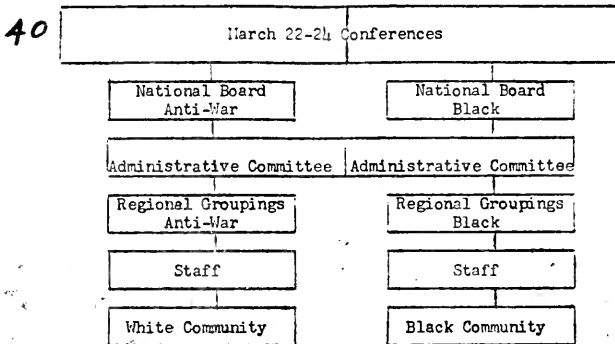 40
March 22-24 Conferences
National Board National Board
Anti-War Black
Administrative Committee Administrative Committee
Regional Groupings Regional Groupings
Anti-War Black
Staff Staff
White Community Black Community